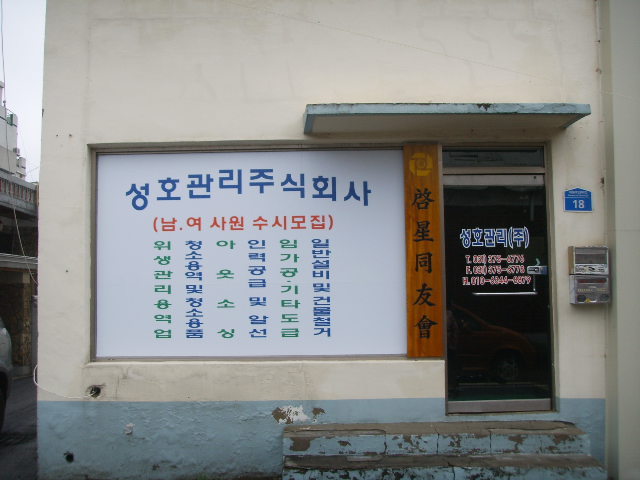 성호관리주식회사
(남.여 사원 수시모집)
위생관리용역업
청소용역및청소용품
아웃소싱
인력공급 및 알선
임가공.기타도급
일반설비및건물철거
啓星同友會
성호관리(주)
18